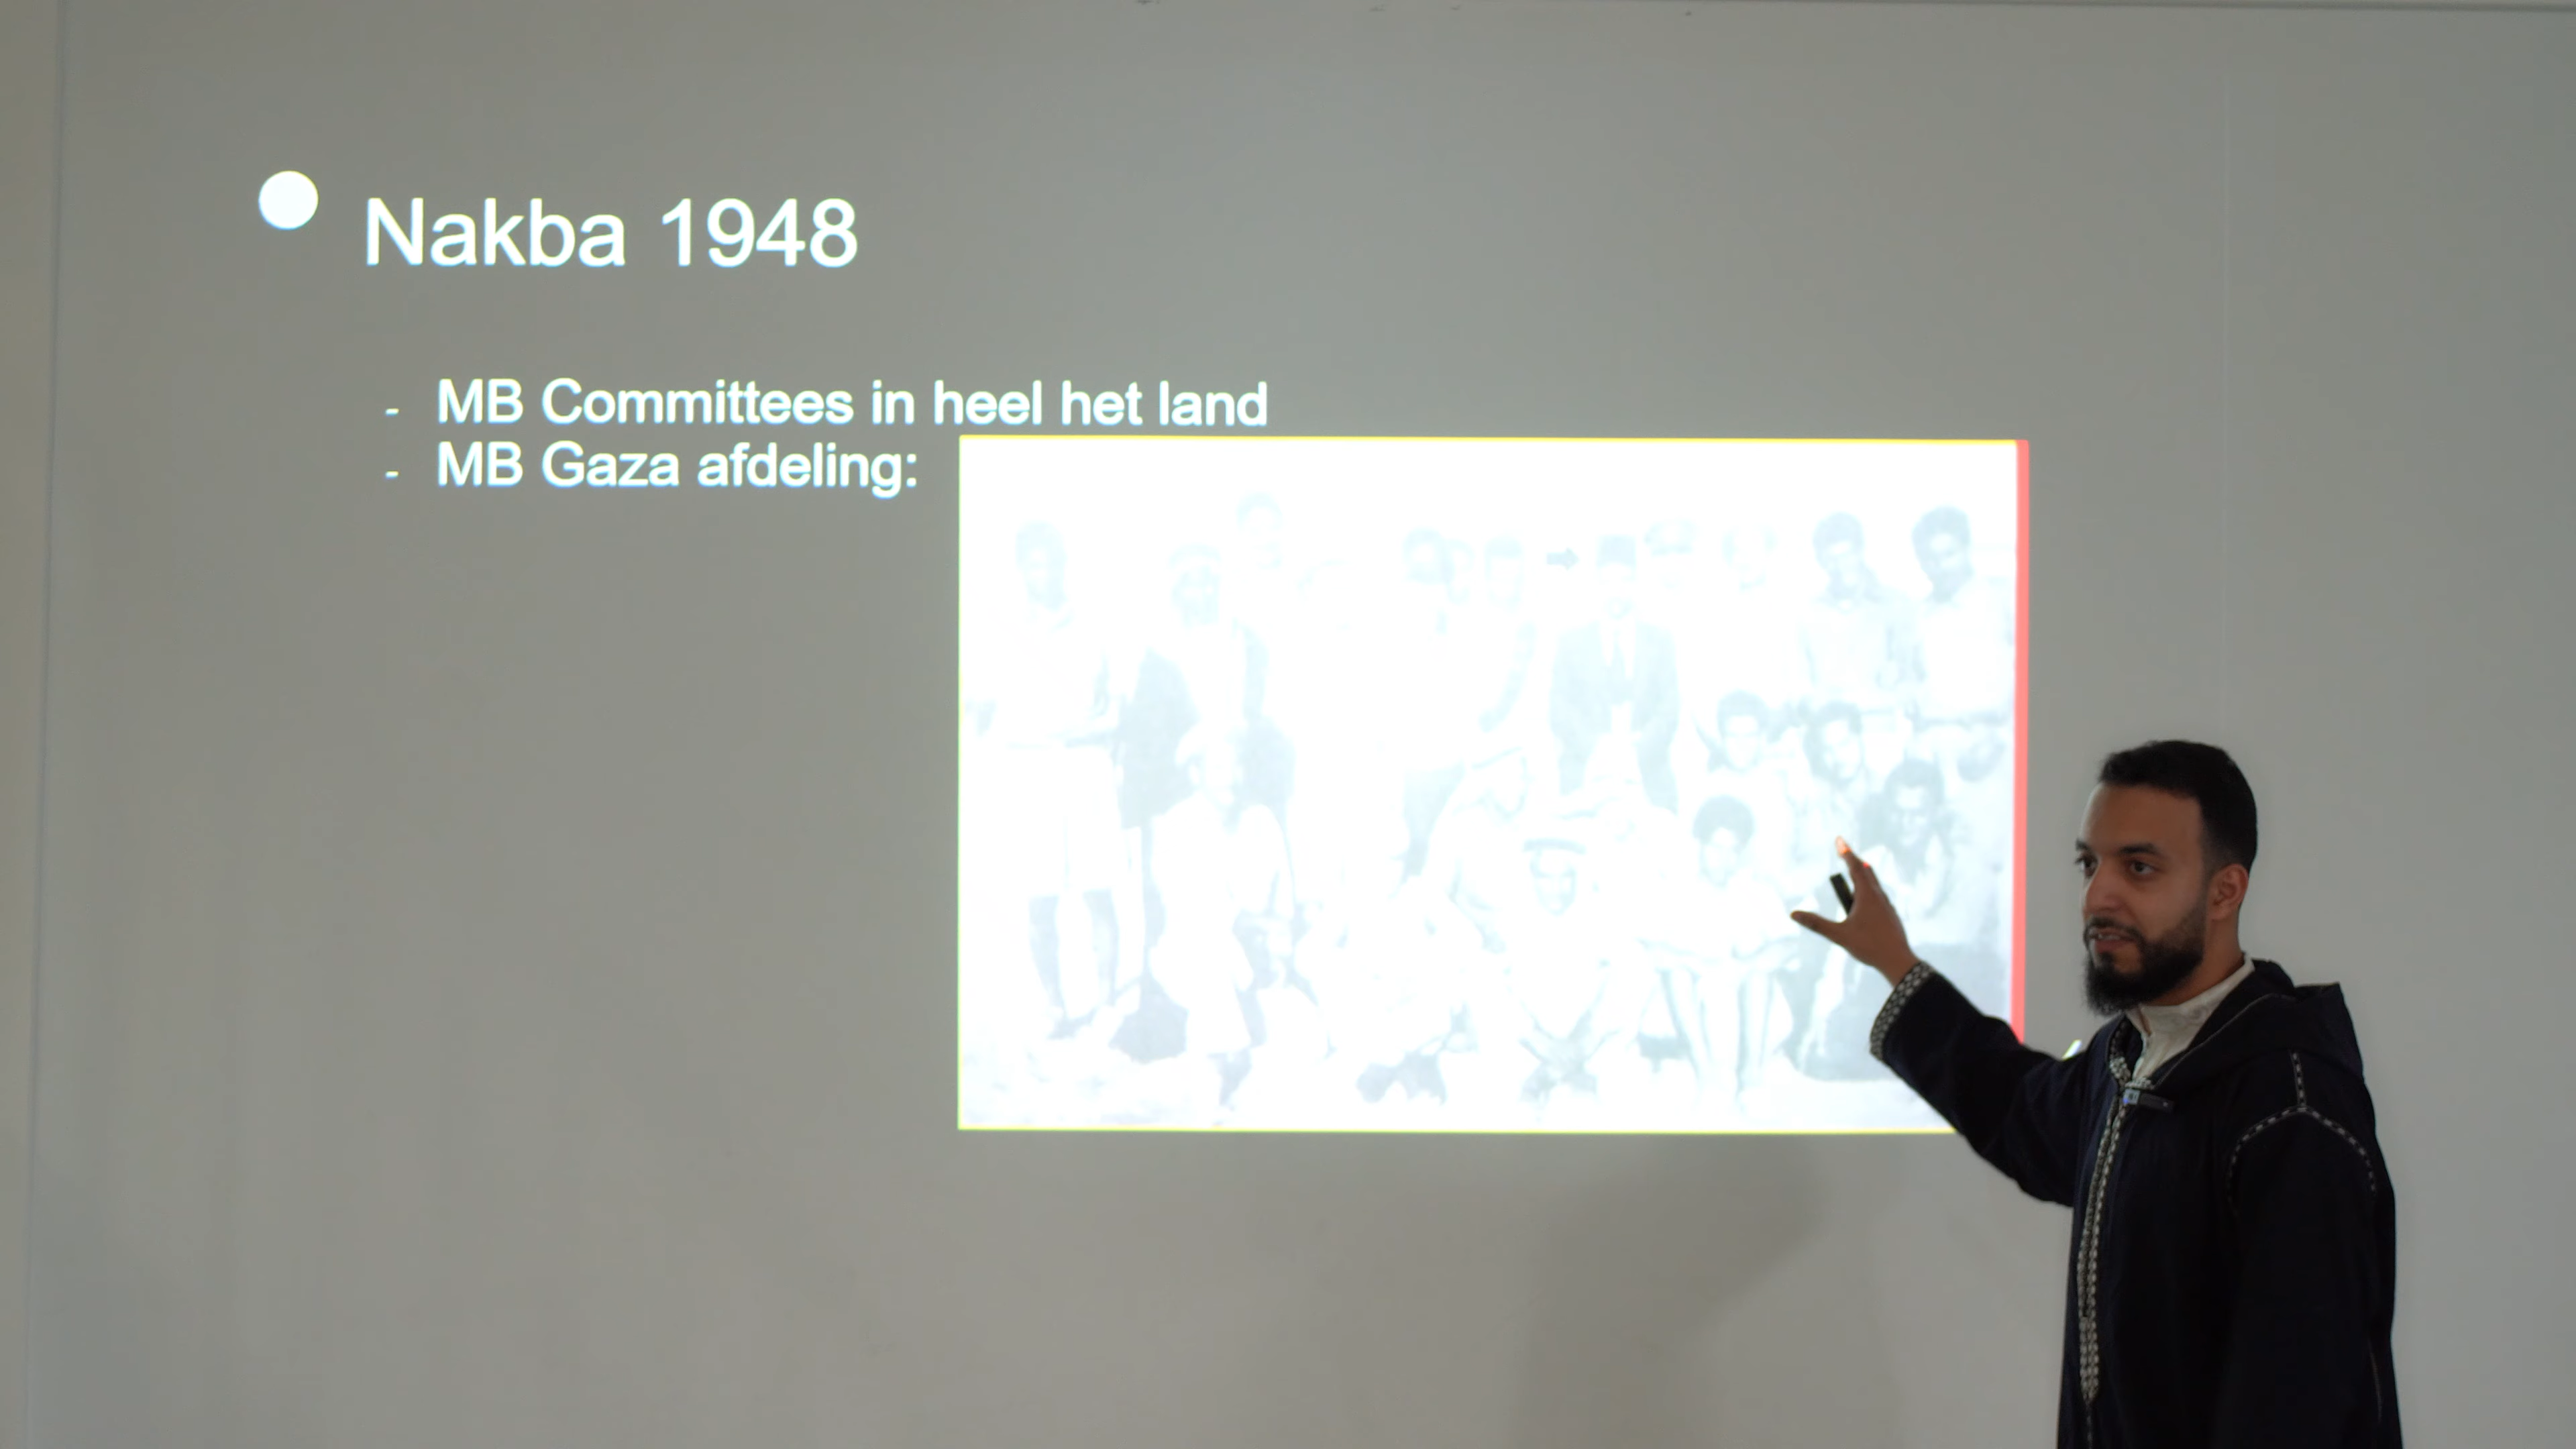 Nakba 1948
- MB Committees in heel het land
- MB Gaza afdeling: